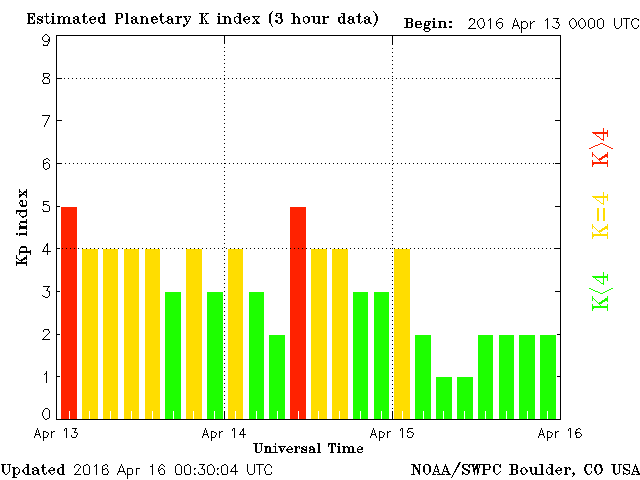 Estimated Planetary K index (3 hour data) Begin: 2016 Apr 13 0000 UTC
9
8
7
6
5
4
3
2
1
0
Kp index
K>4
K=4
K<4
Apr 13 Apr 14 Apr 15 Apr 16
Universal Time
Updated 2016 Apr 16 00:30:04 UTC NOAA/SWPC Boulder, CO USA